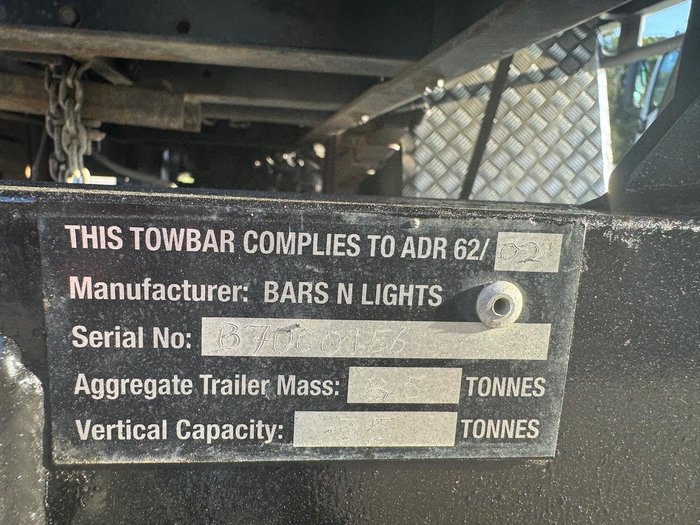 THIS TOWBAR COMPLIES TO ADR 62/ 02
Manufacturer: BARS N LIGHTS
Serial No:
Aggregate Trailer Mass: 3.5 TONNES
Vertical Capacity: TONNES